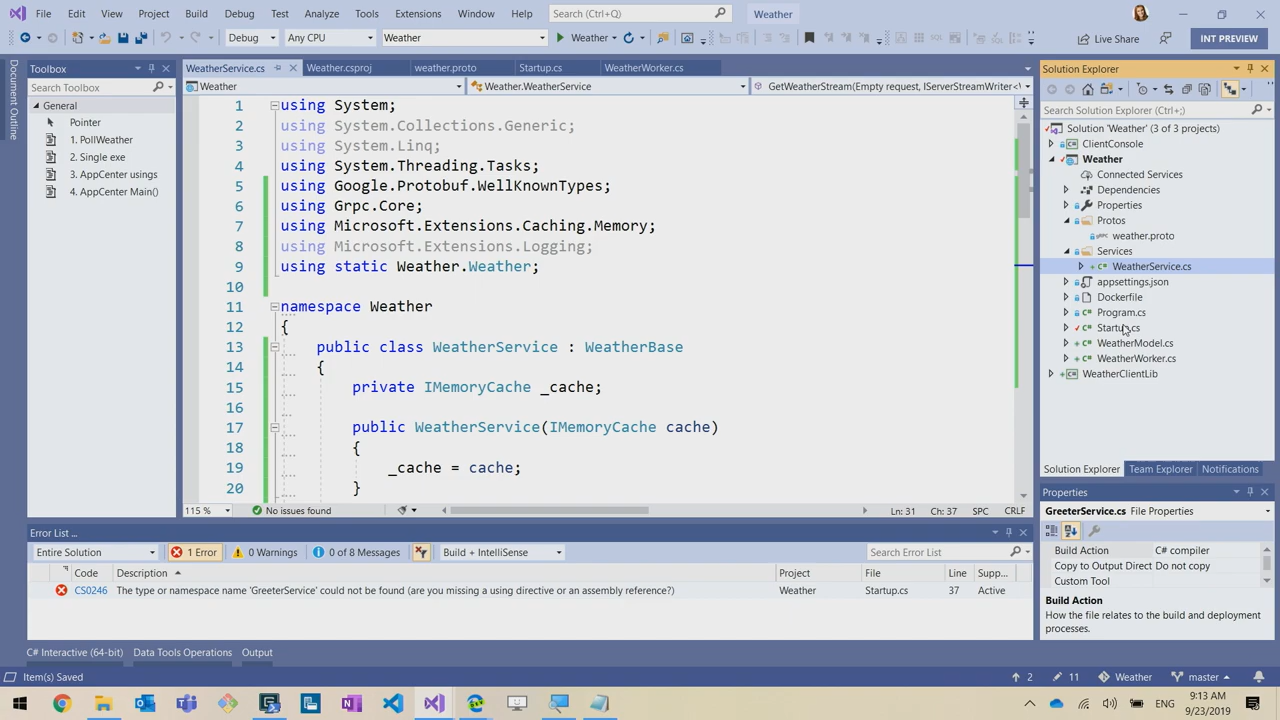 File Edit View Project Build Debug Test Analyze Tools Extensions Window Help Search (Ctrl+Q) Weather
Debug Any CPU Weather Weather Live Share INT PREVIEW
Document Outline
Toolbox
Search Toolbox
General
Pointer
1. PollWeather
2. Single exe
3. AppCenter usings
4. AppCenter Main()
WeatherService.cs Weather.csproj weather.proto Startup.cs WeatherWorker.cs
Weather Weather.WeatherService GetWeatherStream(Empty request, IServerStreamWriter<\
1 using System;
2 using System.Collections.Generic;
3 using System.Linq;
4 using System.Threading.Tasks;
5 using Google.Protobuf.WellKnownTypes;
6 using Grpc.Core;
7 using Microsoft.Extensions.Caching.Memory;
8 using Microsoft.Extensions.Logging;
9 using static Weather.Weather;
10
11 namespace Weather
12 {
13 public class WeatherService : WeatherBase
14 {
15 private IMemoryCache _cache;
16
17 public WeatherService(IMemoryCache cache)
18 {
19 _cache = cache;
20 }
115 % No issues found Ln: 31 Ch: 37 SPC CRLF
Solution Explorer
Search Solution Explorer (Ctrl+;)
Solution 'Weather' (3 of 3 projects)
ClientConsole
Weather
Connected Services
Dependencies
Properties
Protos
weather.proto
Services
WeatherService.cs
appsettings.json
Dockerfile
Program.cs
Startup.cs
WeatherModel.cs
WeatherWorker.cs
WeatherClientLib
Solution Explorer Team Explorer Notifications
Properties
GreeterService.cs File Properties
Build Action C# compiler
Copy to Output Direct Do not copy
Custom Tool
Build Action
How the file relates to the build and deployment
processes.
Error List ...
Entire Solution 1 Error 0 Warnings 0 of 8 Messages Build + IntelliSense Search Error List
Code Description Project File Line Supp...
CS0246 The type or namespace name 'GreeterService' could not be found (are you missing a using directive or an assembly reference?) Weather Startup.cs 37 Active
C# Interactive (64-bit) Data Tools Operations Output
Item(s) Saved 2 11 Weather master
ENG 9:13 AM
9/23/2019